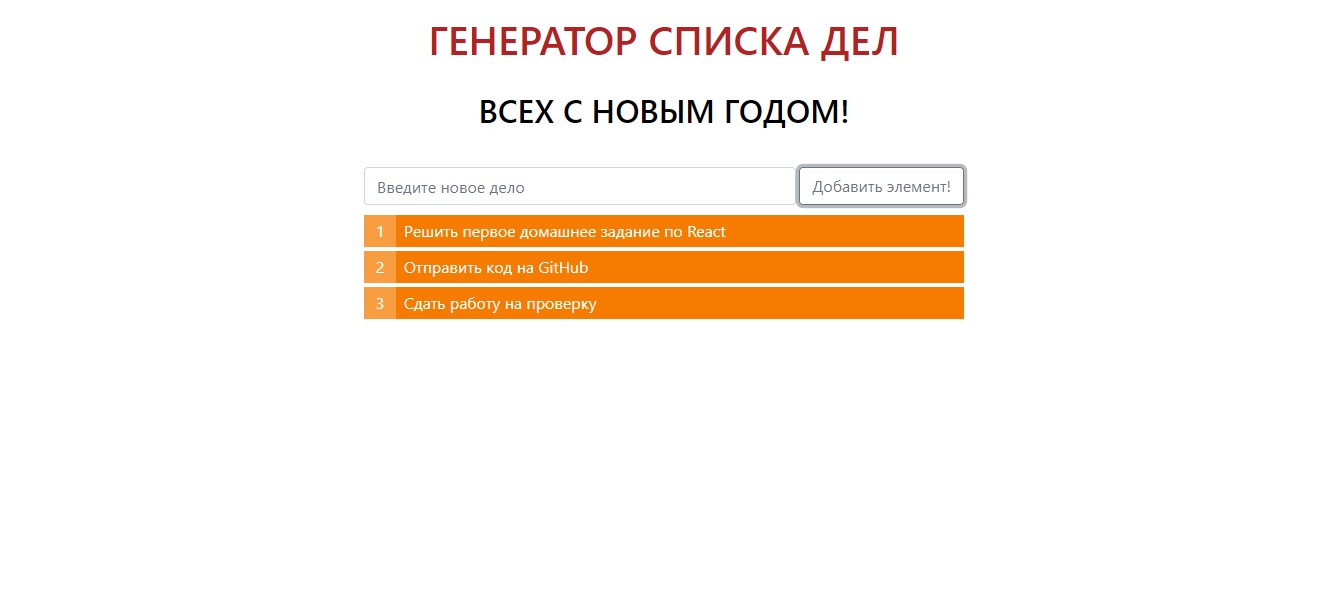 ГЕНЕРАТОР СПИСКА ДЕЛ
ВСЕХ С НОВЫМ ГОДОМ!
Введите новое дело Добавить элемент!
1 Решить первое домашнее задание по React
2 Отправить код на GitHub
3 Сдать работу на проверку